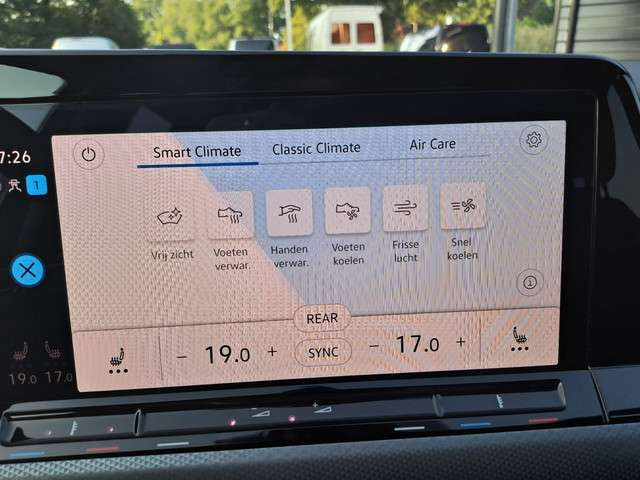 7:26
1
Smart Climate
Classic Climate
Air Care
Vrij zicht
Voeten
verwar.
Handen
verwar.
Voeten
koelen
Frisse
lucht
Snel
koelen
REAR
- 19.0 +
SYNC
- 17.0 +
19.0 17.0